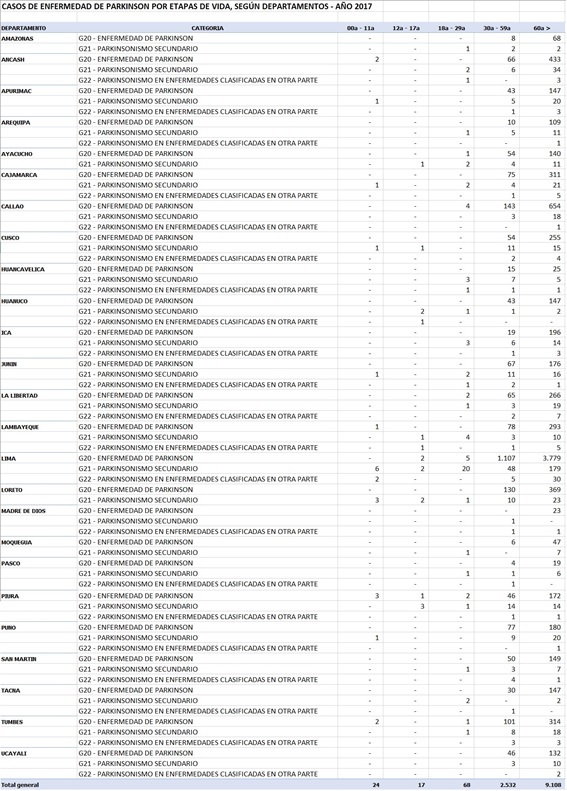 CASOS DE ENFERMEDAD DE PARKINSON POR ETAPAS DE VIDA, SEGÚN DEPARTAMENTOS - AÑO 2017
DEPARTAMENTO CATEGORIA 00a - 11a 12a - 17a 18a - 29a 30a - 59a 60a >
AMAZONAS G20 - ENFERMEDAD DE PARKINSON - - - 8 68
G21 - PARKINSONISMO SECUNDARIO - - 1 2 2
ANCASH G20 - ENFERMEDAD DE PARKINSON 2 - - 66 433
G21 - PARKINSONISMO SECUNDARIO - - 2 6 34
G22 - PARKINSONISMO EN ENFERMEDADES CLASIFICADAS EN OTRA PARTE - - 1 - 3
APURIMAC G20 - ENFERMEDAD DE PARKINSON - - - 43 147
G21 - PARKINSONISMO SECUNDARIO 1 - - 5 20
G22 - PARKINSONISMO EN ENFERMEDADES CLASIFICADAS EN OTRA PARTE - - - 1 3
AREQUIPA G20 - ENFERMEDAD DE PARKINSON - - - 10 109
G21 - PARKINSONISMO SECUNDARIO - - 1 5 11
G22 - PARKINSONISMO EN ENFERMEDADES CLASIFICADAS EN OTRA PARTE - - - - 1
AYACUCHO G20 - ENFERMEDAD DE PARKINSON - - 1 54 140
G21 - PARKINSONISMO SECUNDARIO - 1 2 4 11
CAJAMARCA G20 - ENFERMEDAD DE PARKINSON - - - 75 311
G21 - PARKINSONISMO SECUNDARIO 1 - 2 4 21
G22 - PARKINSONISMO EN ENFERMEDADES CLASIFICADAS EN OTRA PARTE - - - 1 5
CALLAO G20 - ENFERMEDAD DE PARKINSON - - 4 143 654
G21 - PARKINSONISMO SECUNDARIO - - - 3 18
G22 - PARKINSONISMO EN ENFERMEDADES CLASIFICADAS EN OTRA PARTE - - - - 1
CUSCO G20 - ENFERMEDAD DE PARKINSON - - - 54 255
G21 - PARKINSONISMO SECUNDARIO 1 1 - 11 15
G22 - PARKINSONISMO EN ENFERMEDADES CLASIFICADAS EN OTRA PARTE - - - 2 4
HUANCAVELICA G20 - ENFERMEDAD DE PARKINSON - - - 15 25
G21 - PARKINSONISMO SECUNDARIO - - 3 7 5
G22 - PARKINSONISMO EN ENFERMEDADES CLASIFICADAS EN OTRA PARTE - - 1 1 1
HUANUCO G20 - ENFERMEDAD DE PARKINSON - - - 43 147
G21 - PARKINSONISMO SECUNDARIO - 2 1 1 2
G22 - PARKINSONISMO EN ENFERMEDADES CLASIFICADAS EN OTRA PARTE - 1 - - -
ICA G20 - ENFERMEDAD DE PARKINSON - - - 19 196
G21 - PARKINSONISMO SECUNDARIO - - 3 6 14
G22 - PARKINSONISMO EN ENFERMEDADES CLASIFICADAS EN OTRA PARTE - - - 1 3
JUNIN G20 - ENFERMEDAD DE PARKINSON - - - 67 176
G21 - PARKINSONISMO SECUNDARIO 1 - 2 11 16
G22 - PARKINSONISMO EN ENFERMEDADES CLASIFICADAS EN OTRA PARTE - - 1 2 1
LA LIBERTAD G20 - ENFERMEDAD DE PARKINSON - - 2 65 266
G21 - PARKINSONISMO SECUNDARIO - - 1 3 19
G22 - PARKINSONISMO EN ENFERMEDADES CLASIFICADAS EN OTRA PARTE - - - 2 7
LAMBAYEQUE G20 - ENFERMEDAD DE PARKINSON 1 - - 78 293
G21 - PARKINSONISMO SECUNDARIO - 1 4 3 10
G22 - PARKINSONISMO EN ENFERMEDADES CLASIFICADAS EN OTRA PARTE - 1 - 1 5
LIMA G20 - ENFERMEDAD DE PARKINSON - 2 5 1.107 3.779
G21 - PARKINSONISMO SECUNDARIO 6 2 20 48 179
G22 - PARKINSONISMO EN ENFERMEDADES CLASIFICADAS EN OTRA PARTE 2 - - 5 30
LORETO G20 - ENFERMEDAD DE PARKINSON - - - 130 369
G21 - PARKINSONISMO SECUNDARIO 3 2 1 10 23
MADRE DE DIOS G20 - ENFERMEDAD DE PARKINSON - - - - 23
G21 - PARKINSONISMO SECUNDARIO - - - 1 -
G22 - PARKINSONISMO EN ENFERMEDADES CLASIFICADAS EN OTRA PARTE - - - 1 1
MOQUEGUA G20 - ENFERMEDAD DE PARKINSON - - - 6 47
G21 - PARKINSONISMO SECUNDARIO - - 1 - 7
PASCO G20 - ENFERMEDAD DE PARKINSON - - - 4 19
G21 - PARKINSONISMO SECUNDARIO - - 1 1 6
G22 - PARKINSONISMO EN ENFERMEDADES CLASIFICADAS EN OTRA PARTE - - - 1 -
PIURA G20 - ENFERMEDAD DE PARKINSON 3 1 2 46 172
G21 - PARKINSONISMO SECUNDARIO - 3 1 14 14
G22 - PARKINSONISMO EN ENFERMEDADES CLASIFICADAS EN OTRA PARTE - - - 1 1
PUNO G20 - ENFERMEDAD DE PARKINSON - - - 77 180
G21 - PARKINSONISMO SECUNDARIO 1 - - 9 20
G22 - PARKINSONISMO EN ENFERMEDADES CLASIFICADAS EN OTRA PARTE - - - - 1
SAN MARTIN G20 - ENFERMEDAD DE PARKINSON - - - 50 149
G21 - PARKINSONISMO SECUNDARIO - - 1 3 7
G22 - PARKINSONISMO EN ENFERMEDADES CLASIFICADAS EN OTRA PARTE - - - 4 1
TACNA G20 - ENFERMEDAD DE PARKINSON - - - 30 147
G21 - PARKINSONISMO SECUNDARIO - - 2 - 2
G22 - PARKINSONISMO EN ENFERMEDADES CLASIFICADAS EN OTRA PARTE - - - 1 -
TUMBES G20 - ENFERMEDAD DE PARKINSON 2 - 1 101 314
G21 - PARKINSONISMO SECUNDARIO - - 1 8 18
G22 - PARKINSONISMO EN ENFERMEDADES CLASIFICADAS EN OTRA PARTE - - - 3 3
UCAYALI G20 - ENFERMEDAD DE PARKINSON - - - 46 132
G21 - PARKINSONISMO SECUNDARIO - - - 3 10
G22 - PARKINSONISMO EN ENFERMEDADES CLASIFICADAS EN OTRA PARTE - - - - 2
Total general 24 17 68 2.532 9.108